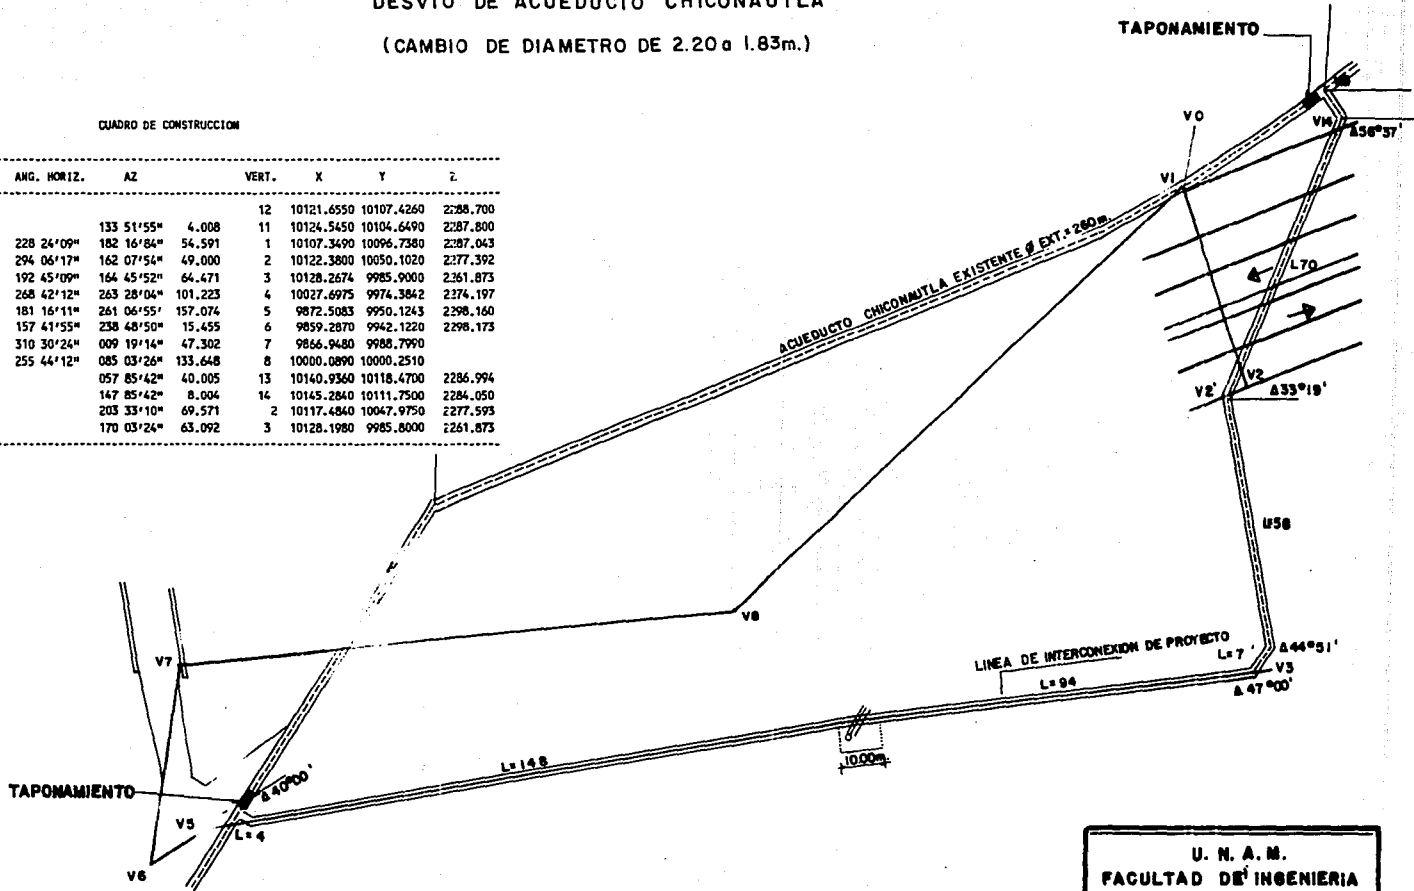 DESVIO DE ACUEDUCTO CHICONAUTLA
(CAMBIO DE DIAMETRO DE 2.20 a 1.83m.)
TAPONAMIENTO
CUADRO DE CONSTRUCCION
ANG. HORIZ. AZ VERT. X Y Z
12 10121.6550 10107.4260 2288.700
133 51'55" 4.008 11 10124.5450 10104.6490 2287.800
228 24'09" 182 16'84" 54.591 1 10107.3490 10096.7380 2287.043
294 06'17" 162 07'54" 49.000 2 10122.3800 10050.1020 2277.392
192 45'09" 164 45'52" 64.471 3 10128.2674 9985.9000 2261.873
268 42'12" 263 28'04" 101.223 4 10027.6975 9974.3842 2274.197
181 16'11" 261 06'55' 157.074 5 9872.5083 9950.1243 2298.160
157 41'55" 238 48'50" 15.455 6 9859.2870 9942.1220 2298.173
310 30'24" 009 19'14" 47.302 7 9866.9480 9988.7990
255 44'12" 085 03'26" 133.648 8 10000.0890 10000.2510
057 85'42" 40.005 13 10140.9360 10118.4700 2286.994
147 85'42" 8.004 14 10145.2840 10111.7500 2284.050
203 33'10" 69.571 2 10117.4840 10047.9750 2277.593
170 03'24" 63.092 3 10128.1980 9985.8000 2261.873
V0
V14
Δ56°37'
V1
ACUEDUCTO CHICONAUTLA EXISTENTE Ø EXT.=260m.
L70
V2
V2'
Δ33°19'
L=58
V8
V7
LINEA DE INTERCONEXION DE PROYECTO
L=7'
Δ44°51'
V3
L=94
Δ47°00'
10.00m
L=148
TAPONAMIENTO
Δ40°00'
V5
L=4
V6
U. N. A. M.
FACULTAD DE INGENIERIA